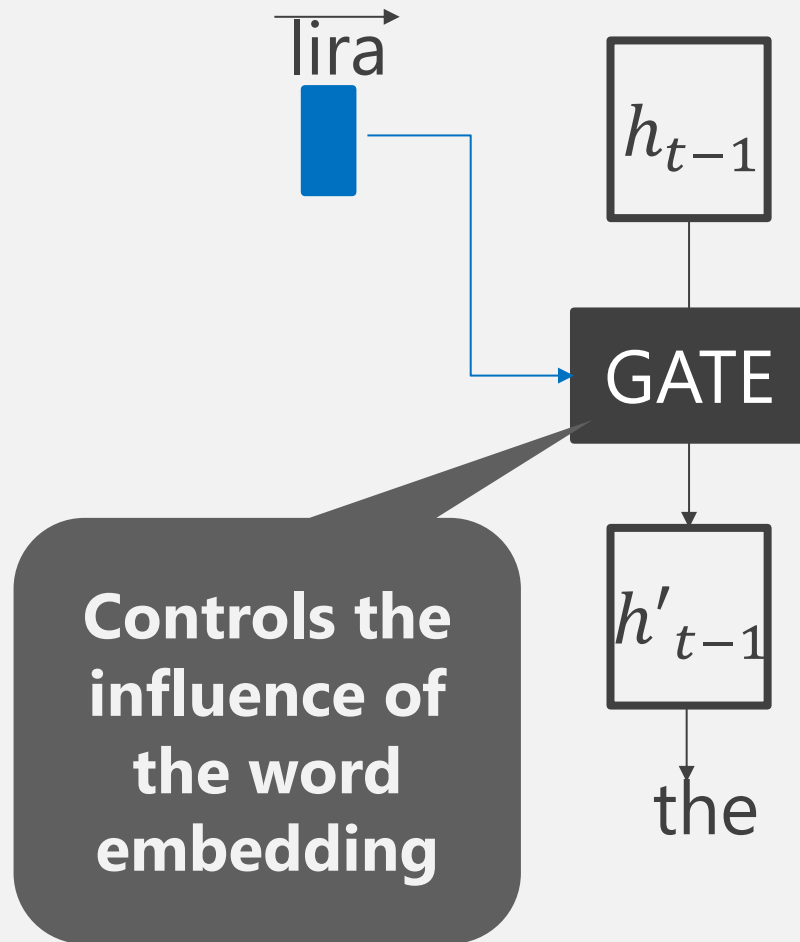 lira
h_{t−1}
GATE
Controls the
influence of
the word
embedding
h'_{t−1}
the